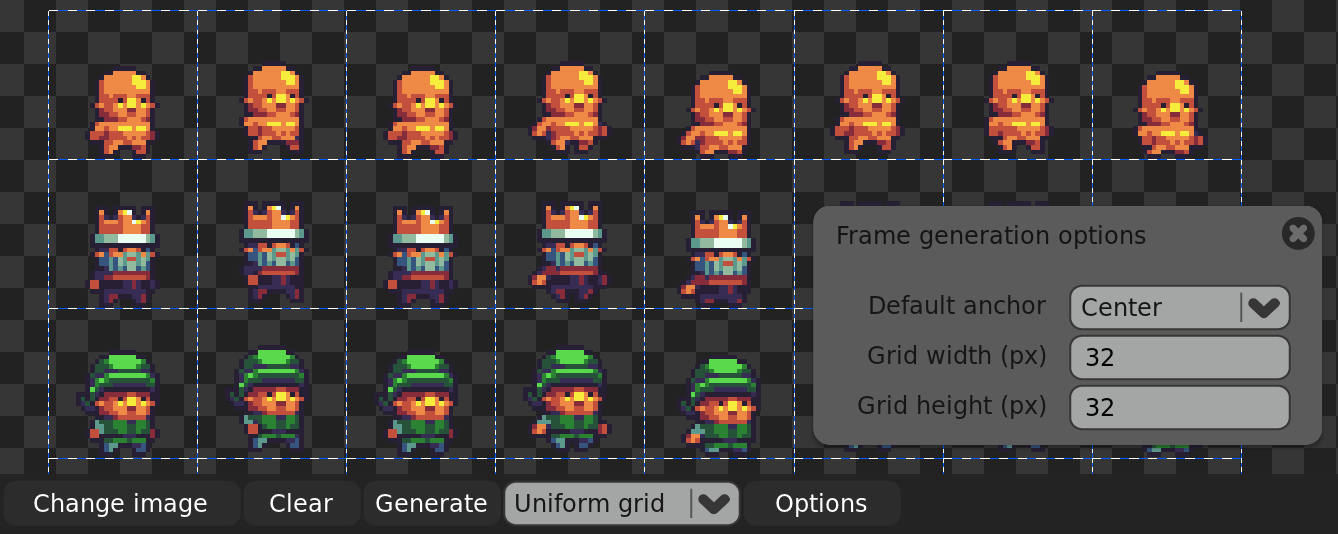 Frame generation options
Default anchor Center
Grid width (px) 32
Grid height (px) 32
Change image Clear Generate Uniform grid Options